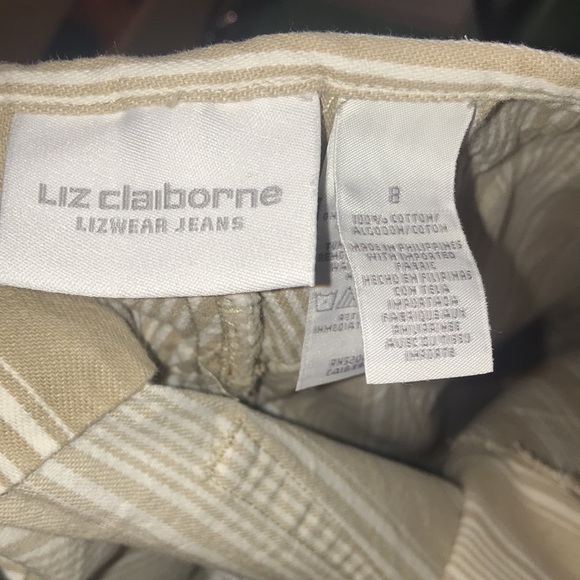 Liz claiborne
LIZWEAR JEANS
8
100% COTTON/
ALGODON/COTON
MADE IN PHILIPPINES
WITH IMPORTED
FABRIC
HECHO EN FILIPINAS
CON TELA
IMPORTADA
FABRIQUE AUX
PHILIPPINES
AVEC DU TISSU
IMPORTE